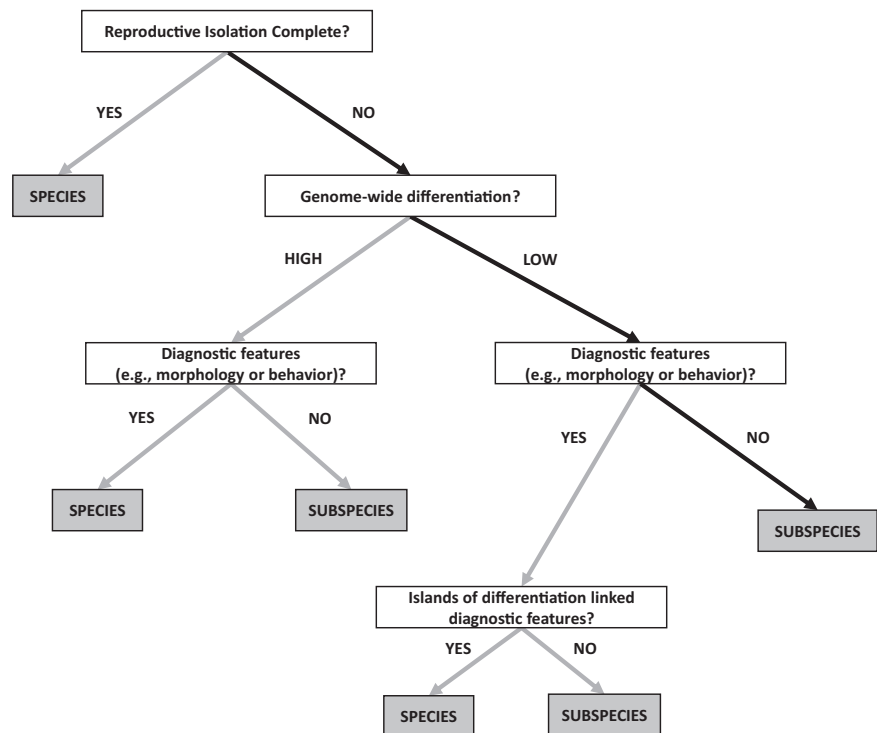 Reproductive Isolation Complete?
YES
NO
SPECIES
Genome-wide differentiation?
HIGH
LOW
Diagnostic features
(e.g., morphology or behavior)?
Diagnostic features
(e.g., morphology or behavior)?
YES
NO
YES
NO
SPECIES
SUBSPECIES
SUBSPECIES
Islands of differentiation linked
diagnostic features?
YES
NO
SPECIES
SUBSPECIES